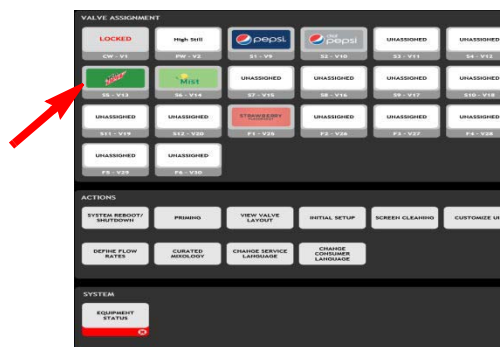 VALVE ASSIGNMENT
LOCKED
High Still
pepsi
diet pepsi
UNASSIGNED
UNASSIGNED
CW - V1
PW - V2
S1 - V9
S2 - V10
S3 - V11
S4 - V12
Mist
UNASSIGNED
UNASSIGNED
UNASSIGNED
UNASSIGNED
S5 - V13
S6 - V14
S7 - V15
S8 - V16
S9 - V17
S10 - V18
UNASSIGNED
UNASSIGNED
STRAWBERRY
UNASSIGNED
UNASSIGNED
UNASSIGNED
S11 - V19
S12 - V20
F1 - V25
F2 - V26
F3 - V27
F4 - V28
UNASSIGNED
UNASSIGNED
F5 - V29
F6 - V30
ACTIONS
SYSTEM REBOOT/
SHUTDOWN
PRIMING
VIEW VALVE
LAYOUT
INITIAL SETUP
SCREEN CLEANING
CUSTOMIZE UI
DEFINE FLOW
RATES
CURATED
MIXOLOGY
CHANGE SERVICE
LANGUAGE
CHANGE
CONSUMER
LANGUAGE
SYSTEM
EQUIPMENT
STATUS